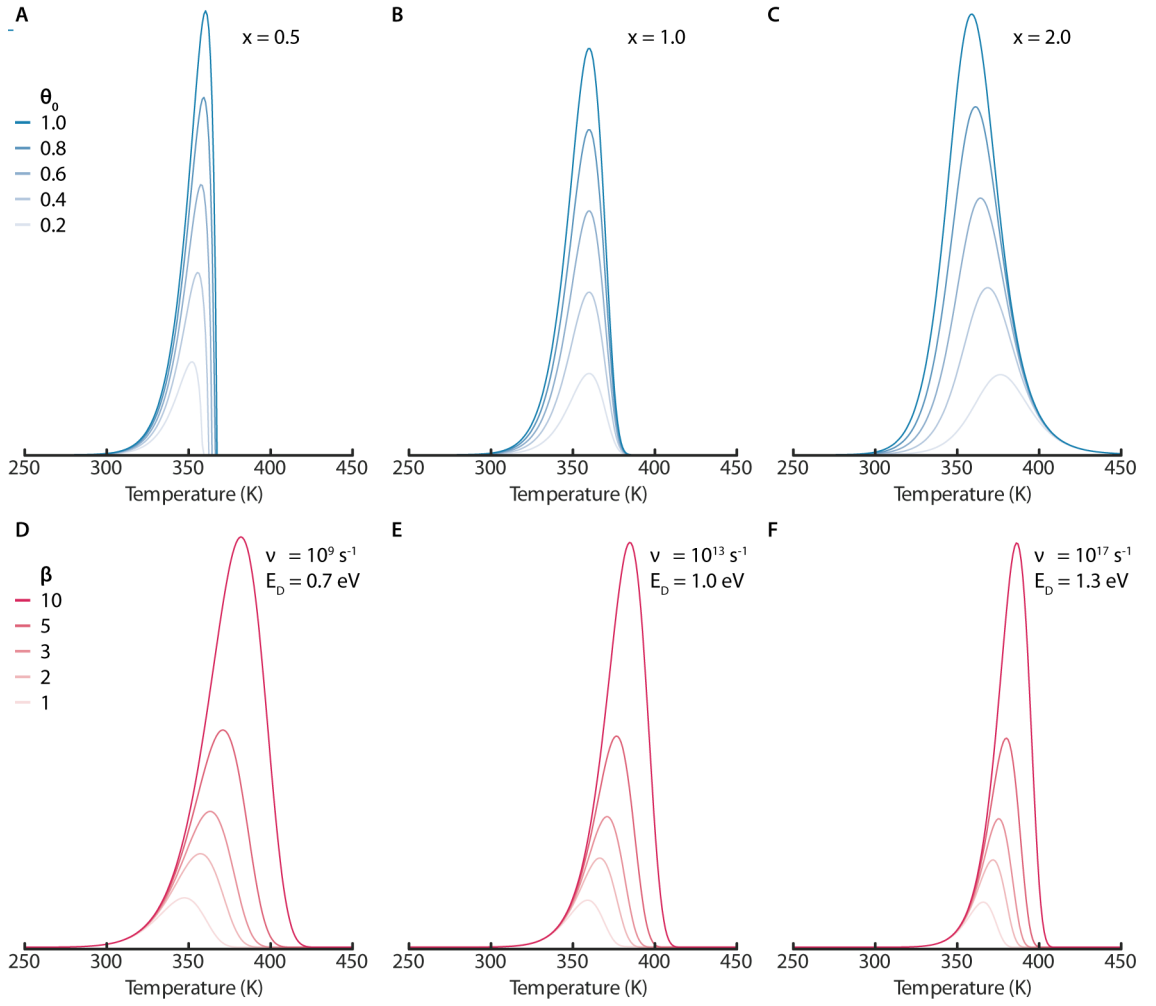 A
x = 0.5
θ0
1.0
0.8
0.6
0.4
0.2
250 300 350 400 450
Temperature (K)
B
x = 1.0
250 300 350 400 450
Temperature (K)
C
x = 2.0
250 300 350 400 450
Temperature (K)
D
ν = 10⁹ s⁻¹
E_D = 0.7 eV
β
10
5
3
2
1
250 300 350 400 450
Temperature (K)
E
ν = 10¹³ s⁻¹
E_D = 1.0 eV
250 300 350 400 450
Temperature (K)
F
ν = 10¹⁷ s⁻¹
E_D = 1.3 eV
250 300 350 400 450
Temperature (K)